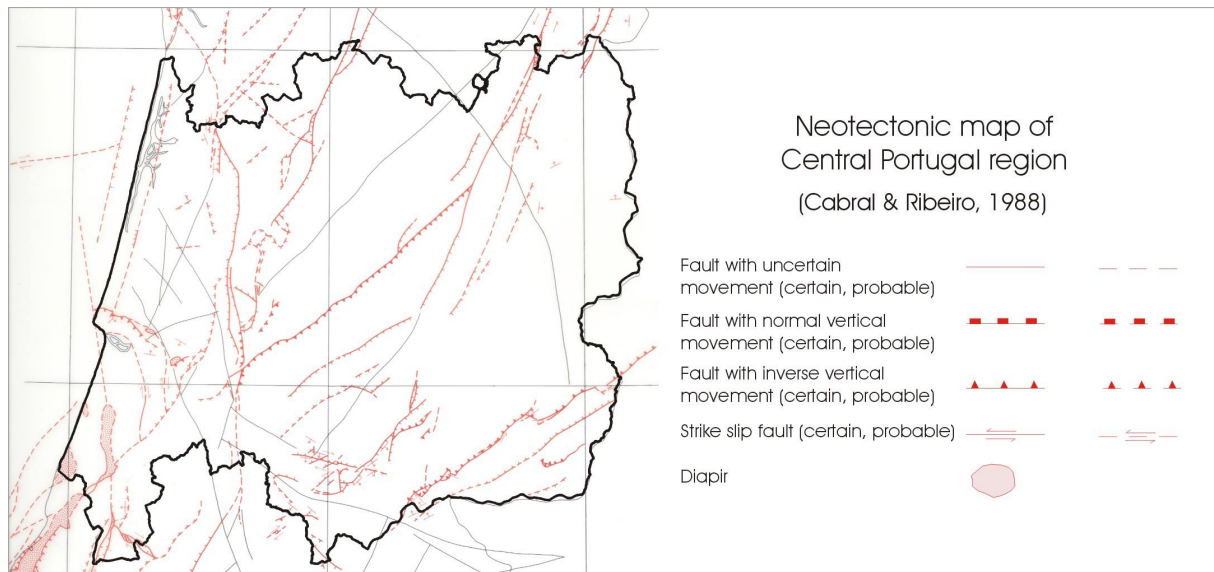 Neotectonic map of
Central Portugal region
(Cabral & Ribeiro, 1988)
Fault with uncertain
movement (certain, probable)
Fault with normal vertical
movement (certain, probable)
Fault with inverse vertical
movement (certain, probable)
Strike slip fault (certain, probable)
Diapir